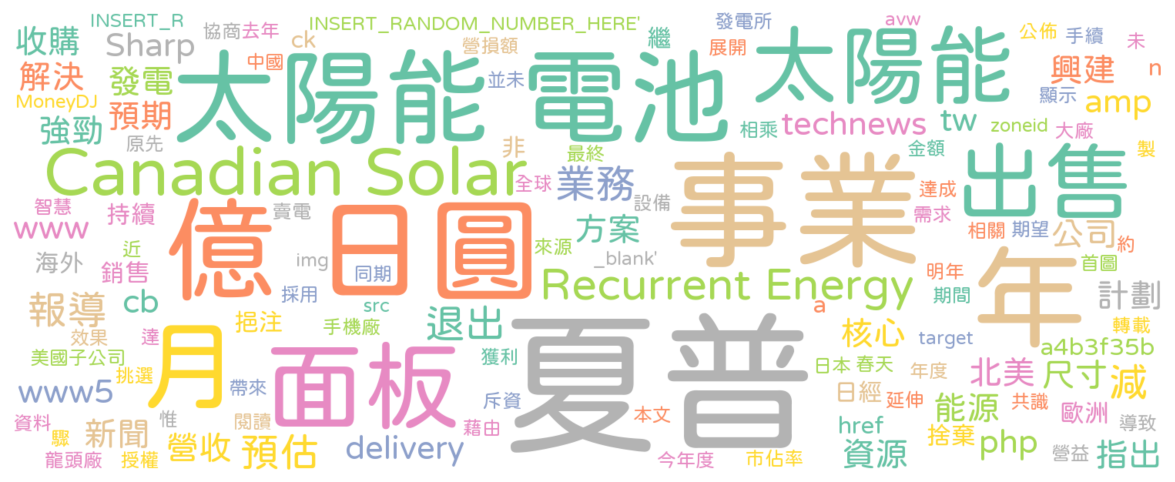 INSERT_R 協商 去年 INSERT_RANDOM_NUMBER_HERE' 繼 發電所 avw 公佈 手續 未
收購 Sharp 中國 ck 營損額 展開
解決 發電 太陽能 電池 並未 太陽能 興建 n
MoneyDJ 預期 顯示 amp
強勁 原先 非 相乘 technews tw zoneid 大廠
Canadian Solar 最終 金額 製
智慧 全球 業務 事業 達成 出售
www 持續 賣電 設備 需求
億 日圓 方案 相關 期望 公司 約
近 來源 _blank' 年 首圖
海外 銷售 img 同期 Recurrent Energy 明年
cb 採用 src a 期間 計劃
報導 挹注 手機廠 退出 核心 target 轉載
效果 達 a4b3f35b
美國子公司 月 面板 獲利 夏普 日本 春天 年度 北美 尺寸 減
www5 挑選 帶來 斥資 日經 延伸 能源 共識 歐洲
資料 新聞 惟 閱讀 藉由 本文 href 捨棄 php 導致
驟 營收 預估 delivery 資源 營益 指出
龍頭廠 授權 今年度 市佔率